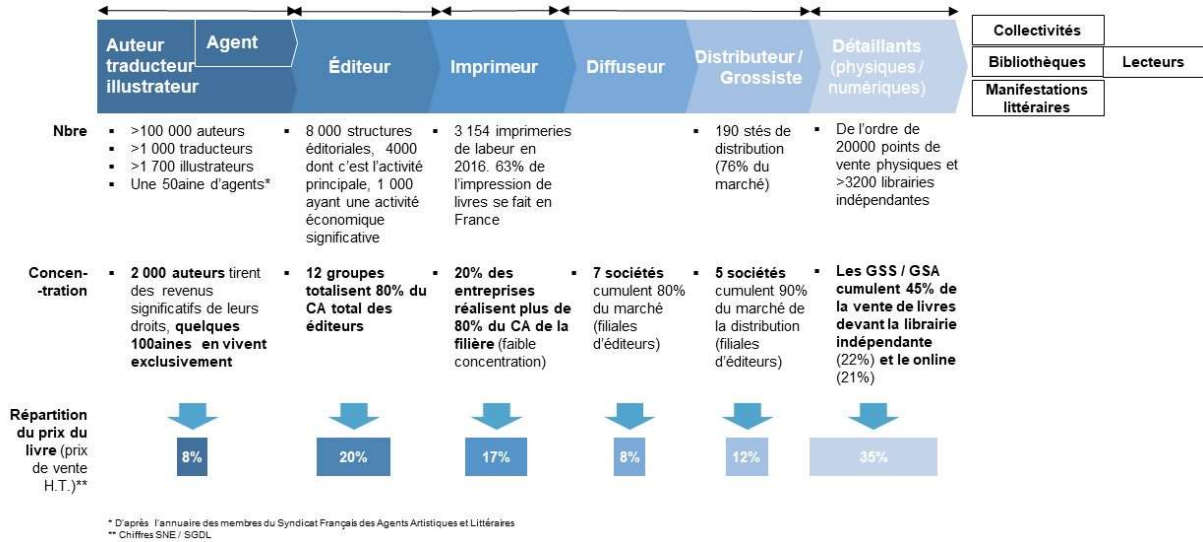 Auteur
traducteur
illustrateur
Agent
Éditeur
Imprimeur
Diffuseur
Distributeur /
Grossiste
Détaillants
(physiques /
numériques)
Collectivités
Bibliothèques
Manifestations
littéraires
Lecteurs
Nbre
▪ >100 000 auteurs
▪ >1 000 traducteurs
▪ >1 700 illustrateurs
▪ Une 50aine d'agents*
▪ 8 000 structures
éditoriales, 4000
dont c'est l'activité
principale, 1 000
ayant une activité
économique
significative
▪ 3 154 imprimeries
de labeur en
2016. 63% de
l'impression de
livres se fait en
France
▪ 190 stés de
distribution
(76% du
marché)
▪ De l'ordre de
20000 points de
vente physiques et
>3200 librairies
indépendantes
Concen-
-tration
▪ 2 000 auteurs tirent
des revenus
significatifs de leurs
droits, quelques
100aines en vivent
exclusivement
▪ 12 groupes
totalisent 80% du
CA total des
éditeurs
▪ 20% des
entreprises
réalisent plus de
80% du CA de la
filière (faible
concentration)
▪ 7 sociétés
cumulent 80%
du marché
(filiales
d'éditeurs)
▪ 5 sociétés
cumulent 90%
du marché de
la distribution
(filiales
d'éditeurs)
▪ Les GSS / GSA
cumulent 45% de
la vente de livres
devant la librairie
indépendante
(22%) et le online
(21%)
Répartition
du prix du
livre (prix
de vente
H.T.)**
8%
20%
17%
8%
12%
35%
* D'après l'annuaire des membres du Syndicat Français des Agents Artistiques et Littéraires
** Chiffres SNE / SGDL